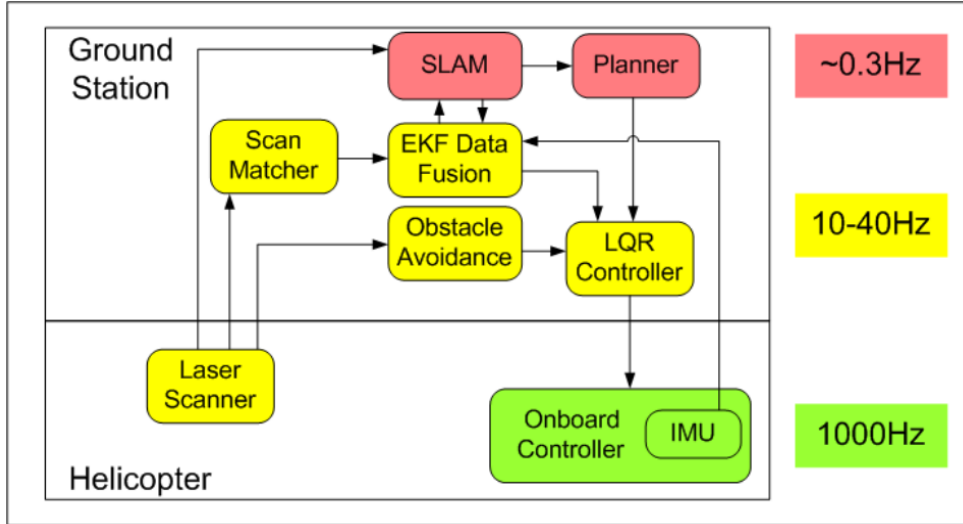 Ground
Station
SLAM
Planner
~0.3Hz
Scan
Matcher
EKF Data
Fusion
Obstacle
Avoidance
LQR
Controller
10-40Hz
Laser
Scanner
Onboard
Controller
IMU
1000Hz
Helicopter